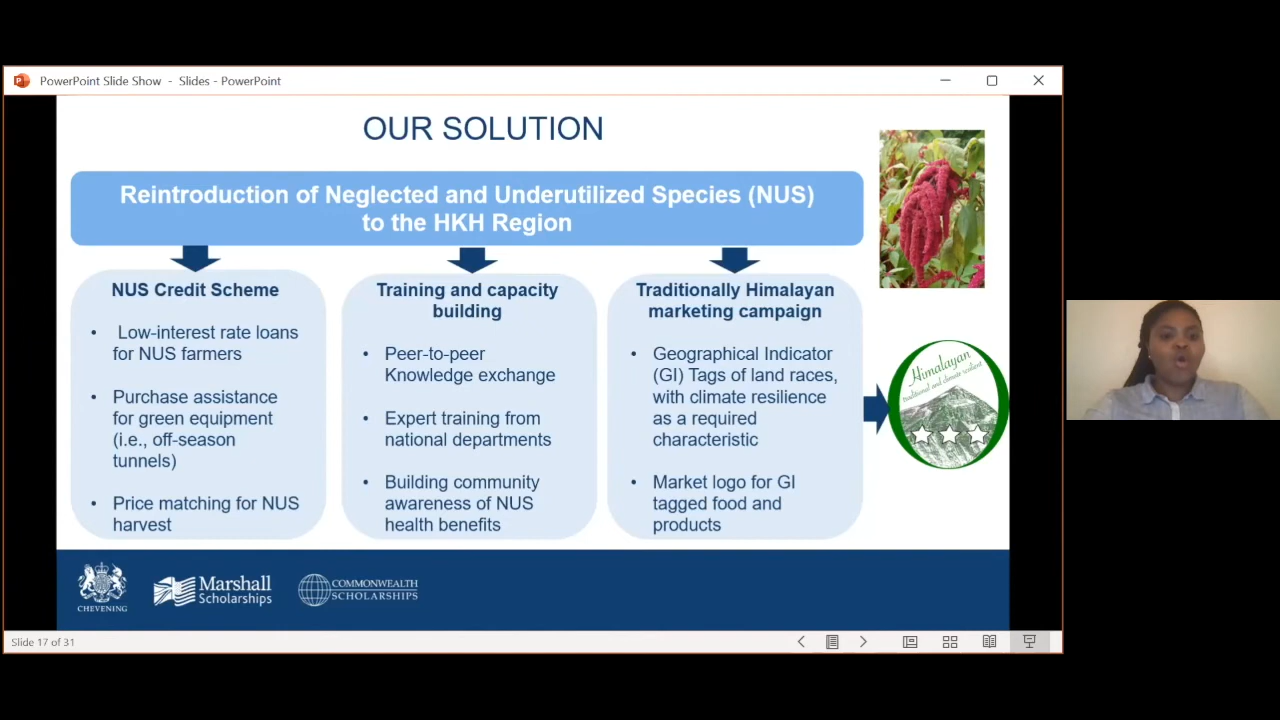 PowerPoint Slide Show - Slides - PowerPoint
OUR SOLUTION
Reintroduction of Neglected and Underutilized Species (NUS)
to the HKH Region
NUS Credit Scheme
• Low-interest rate loans
for NUS farmers
• Purchase assistance
for green equipment
(i.e., off-season
tunnels)
• Price matching for NUS
harvest
Training and capacity
building
• Peer-to-peer
Knowledge exchange
• Expert training from
national departments
• Building community
awareness of NUS
health benefits
Traditionally Himalayan
marketing campaign
• Geographical Indicator
(GI) Tags of land races,
with climate resilience
as a required
characteristic
• Market logo for GI
tagged food and
products
Himalayan
traditional and climate resilient
CHEVENING
Marshall
Scholarships
COMMONWEALTH
SCHOLARSHIPS
Slide 17 of 31